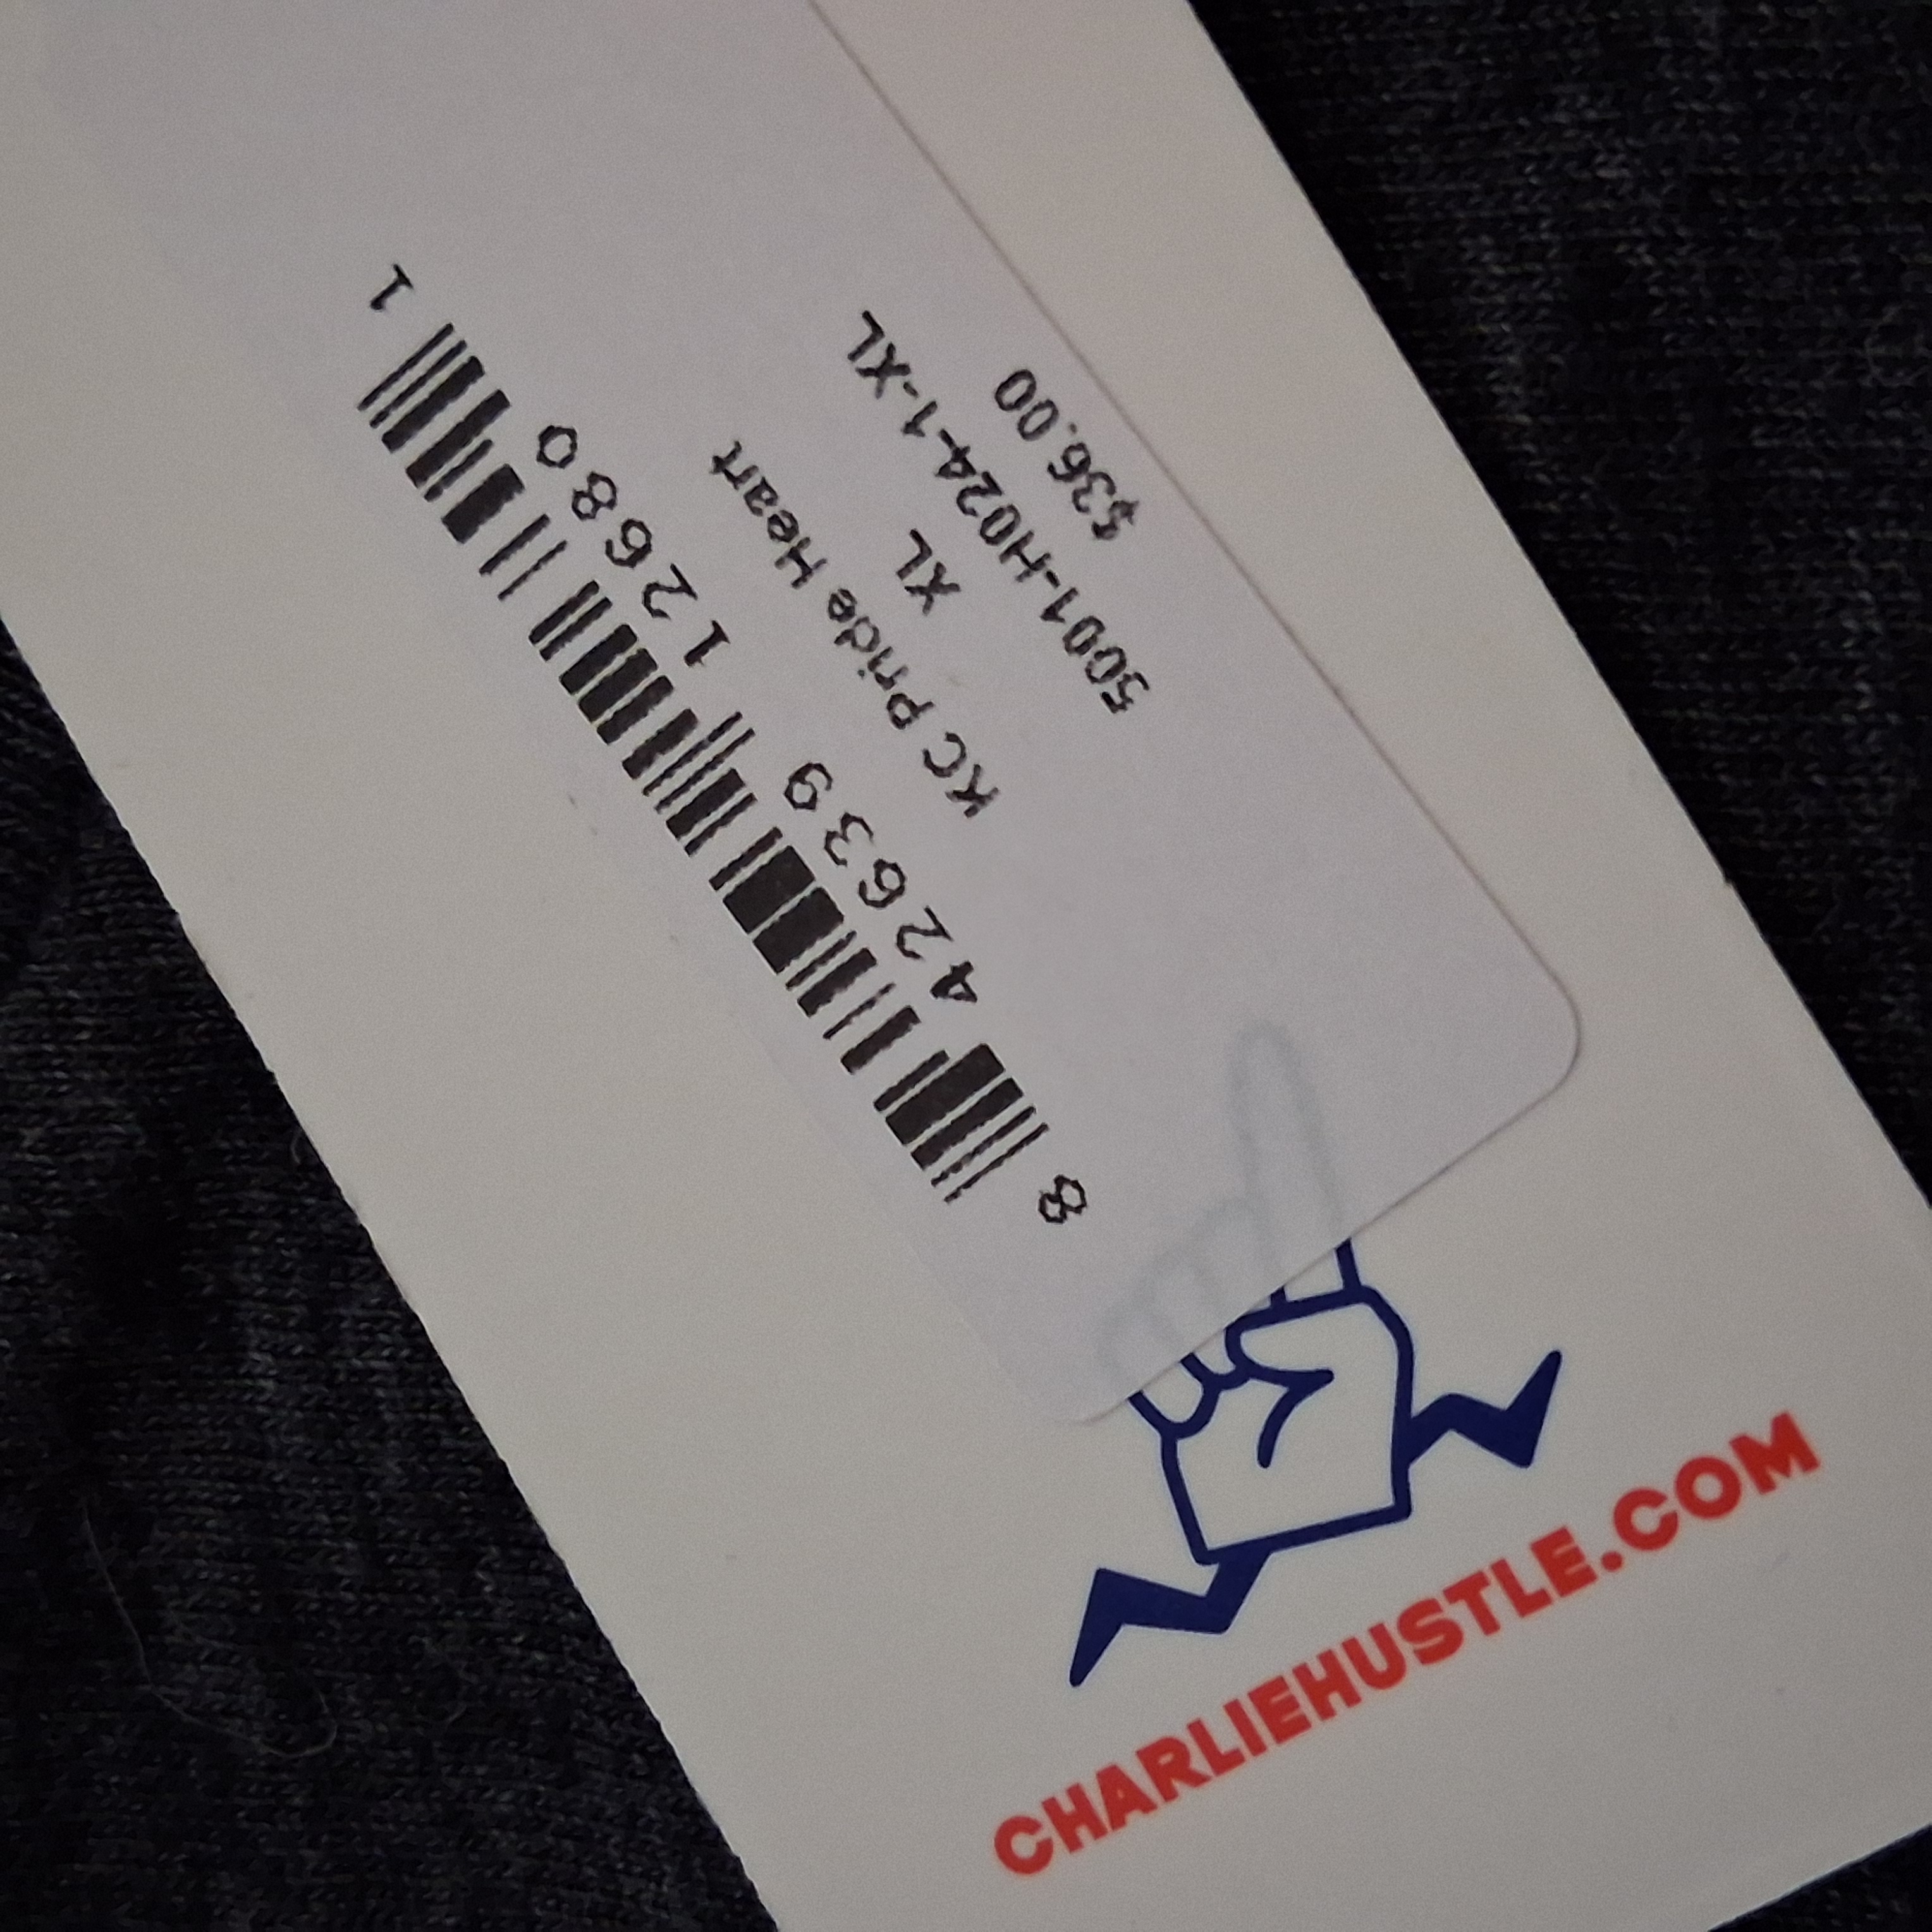 8 42639 12680 1
KC Pride Heart
XL
5001-H024-1-XL
$36.00
CHARLIEHUSTLE.COM